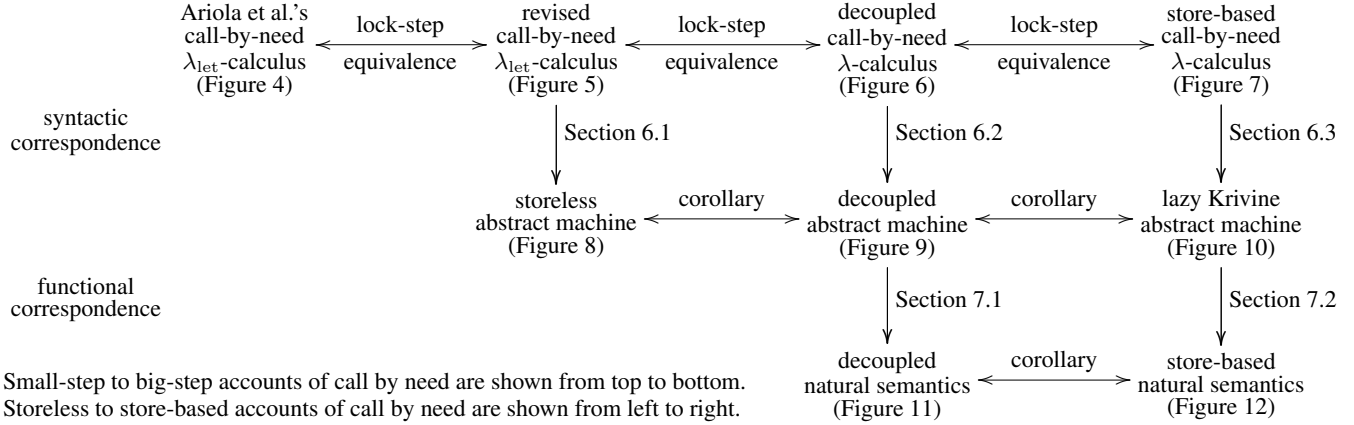 Ariola et al.'s
call-by-need
λlet-calculus
(Figure 4)
lock-step
equivalence
revised
call-by-need
λlet-calculus
(Figure 5)
lock-step
equivalence
decoupled
call-by-need
λ-calculus
(Figure 6)
lock-step
equivalence
store-based
call-by-need
λ-calculus
(Figure 7)
syntactic
correspondence
Section 6.1
Section 6.2
Section 6.3
storeless
abstract machine
(Figure 8)
corollary
decoupled
abstract machine
(Figure 9)
corollary
lazy Krivine
abstract machine
(Figure 10)
functional
correspondence
Section 7.1
Section 7.2
decoupled
natural semantics
(Figure 11)
corollary
store-based
natural semantics
(Figure 12)
Small-step to big-step accounts of call by need are shown from top to bottom.
Storeless to store-based accounts of call by need are shown from left to right.